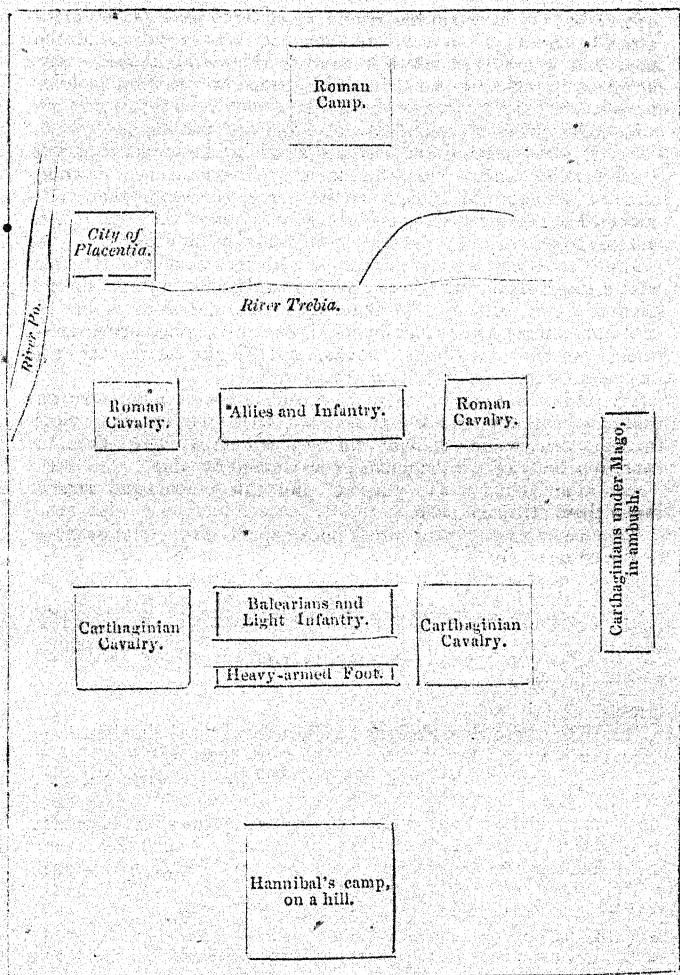 Roman
Camp.
City of
Placentia.
River Po.
River Trebia.
Roman
Cavalry.
Allies and Infantry.
Roman
Cavalry.
Carthaginians under Mago,
in ambush.
Carthaginian
Cavalry.
Balearians and
Light Infantry.
Carthaginian
Cavalry.
Heavy-armed Foot.
Hannibal's camp,
on a hill.